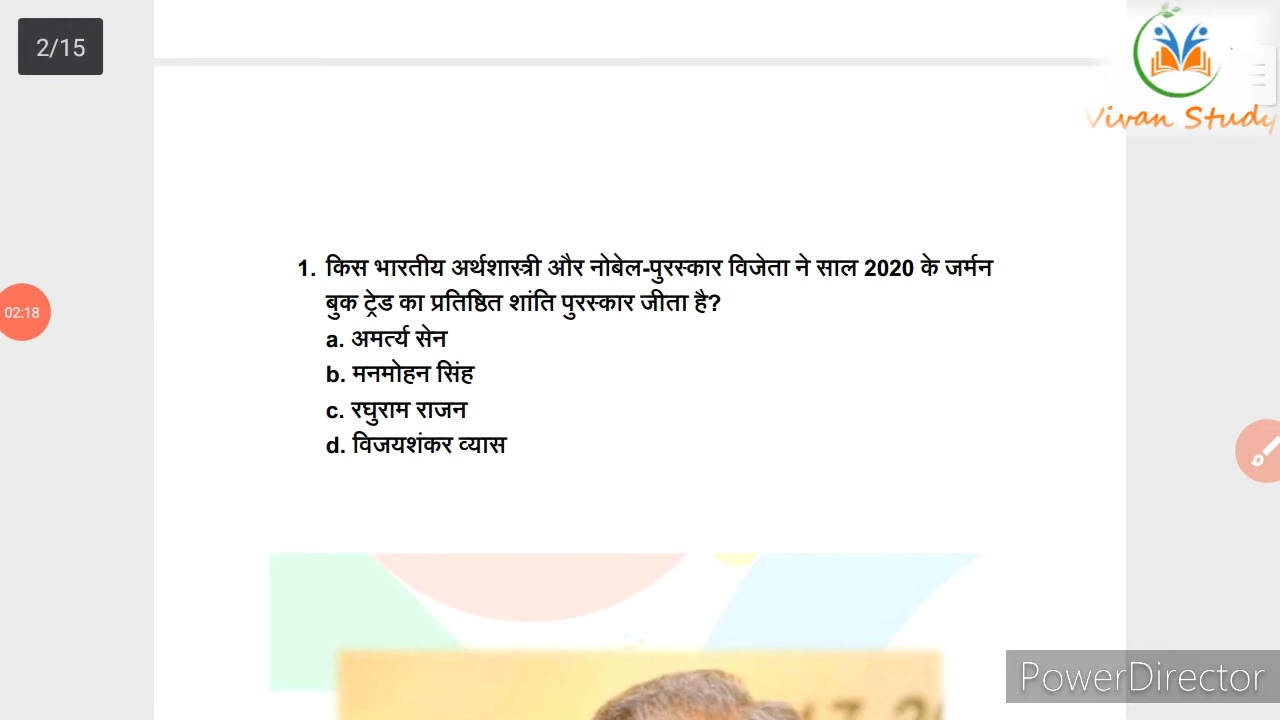 2/15
Vivan Study
1. किस भारतीय अर्थशास्त्री और नोबेल-पुरस्कार विजेता ने साल 2020 के जर्मन
बुक ट्रेड का प्रतिष्ठित शांति पुरस्कार जीता है?
02:18
a. अमर्त्य सेन
b. मनमोहन सिंह
c. रघुराम राजन
d. विजयशंकर व्यास
PowerDirector